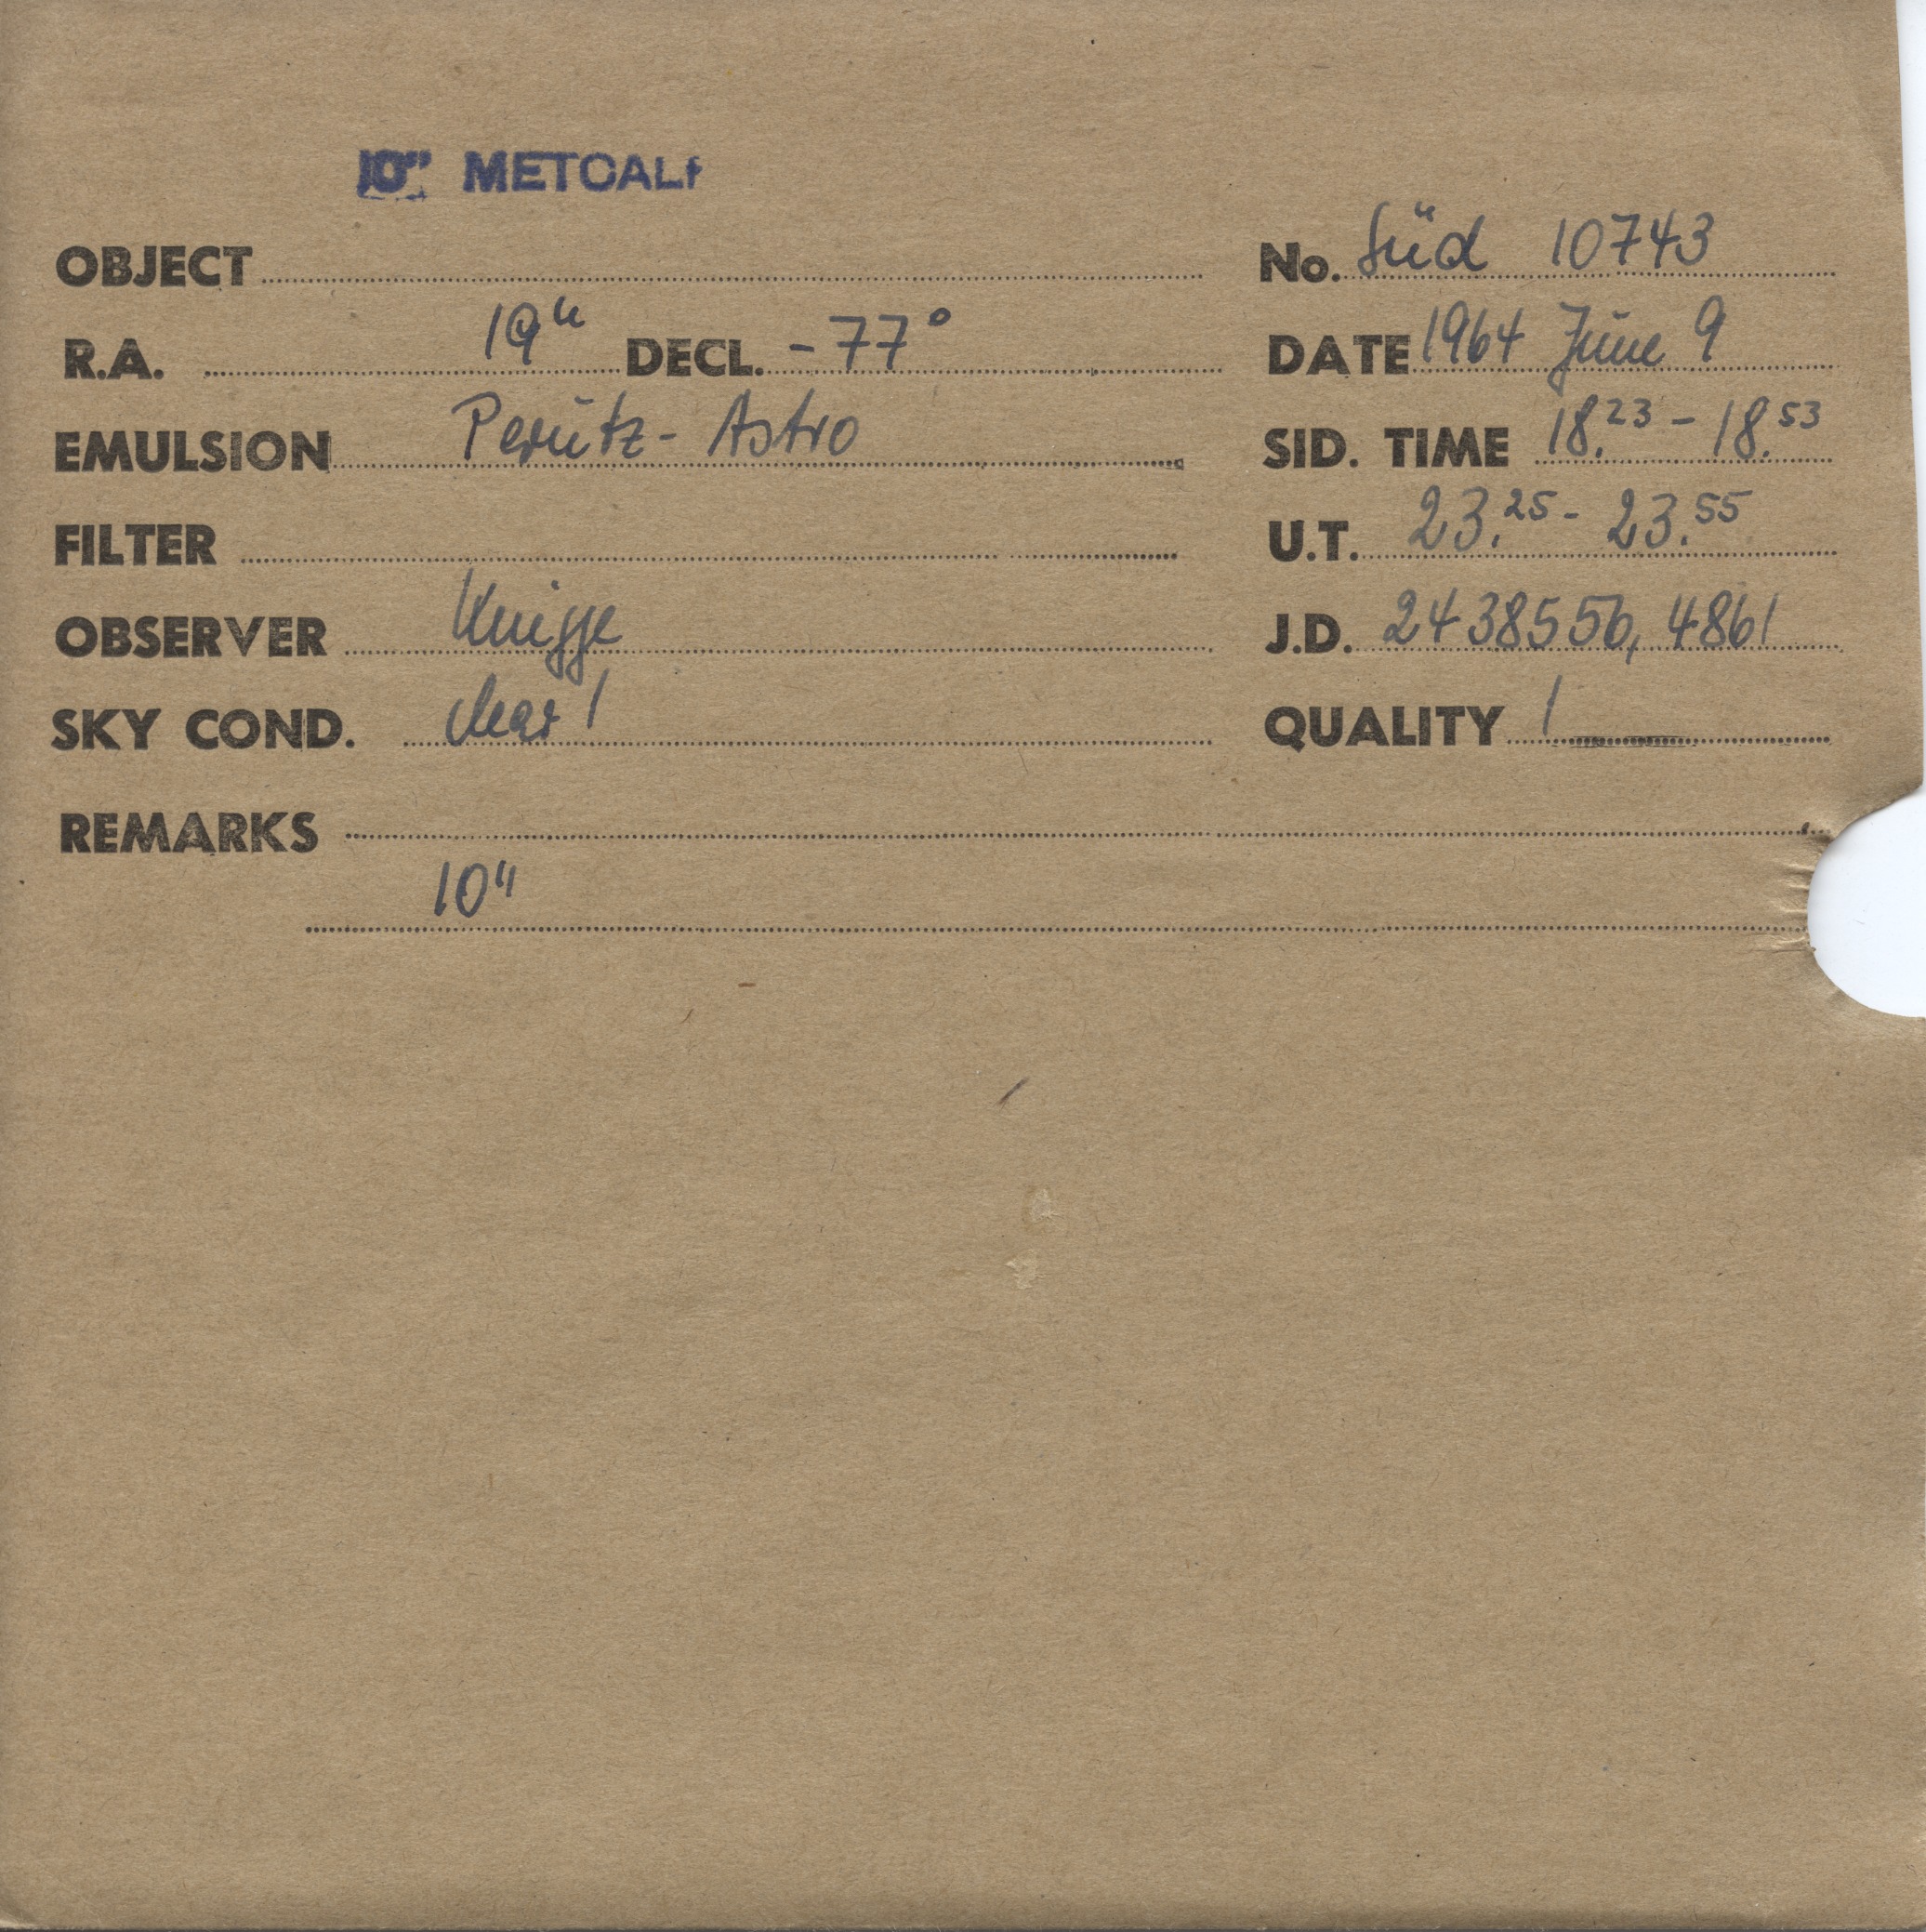 10" METCALF
OBJECT No. Süd 10743
R.A. 19ʰ DECL. -77° DATE 1964 June 9
EMULSION Perutz-Astro SID. TIME 18.23 - 18.53
FILTER U.T. 23.25 - 23.55
OBSERVER Knigge J.D. 2438556,4861
SKY COND. clear 1 QUALITY 1
REMARKS
10"